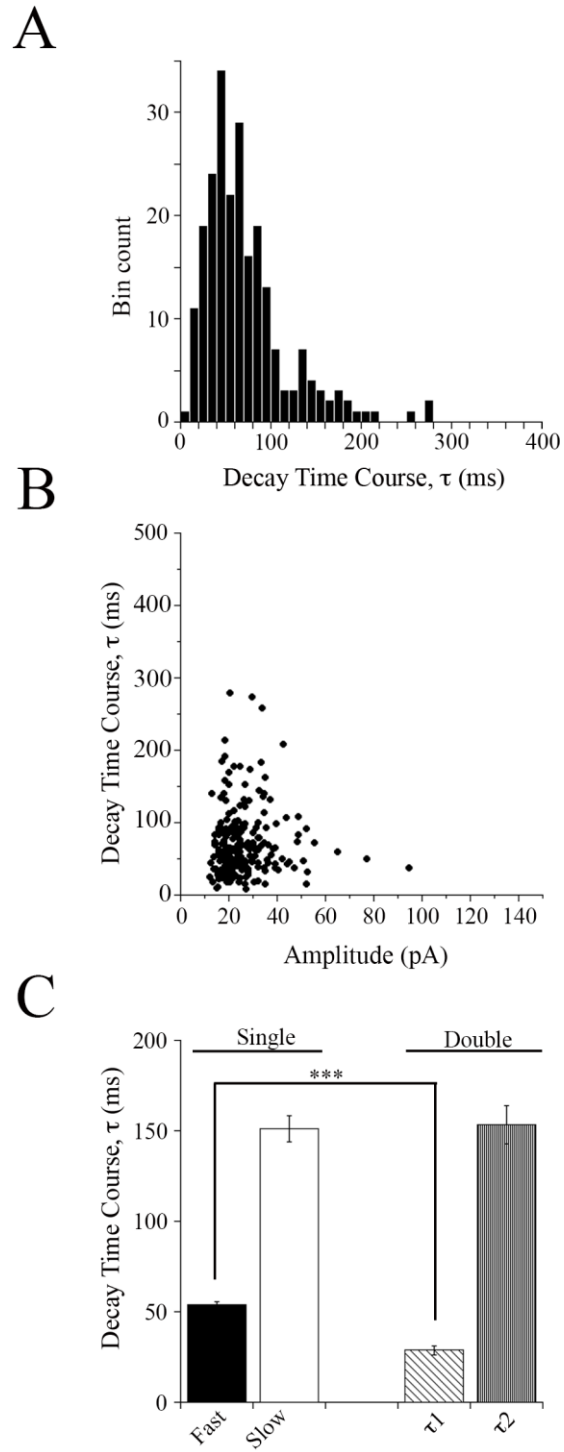 A
30
20
10
0
Bin count
0 100 200 300 400
Decay Time Course, τ (ms)
B
500
400
300
200
100
0
Decay Time Course, τ (ms)
0 20 40 60 80 100 120 140
Amplitude (pA)
C
200
150
100
50
0
Decay Time Course, τ (ms)
Single Double
***
Fast Slow τ1 τ2